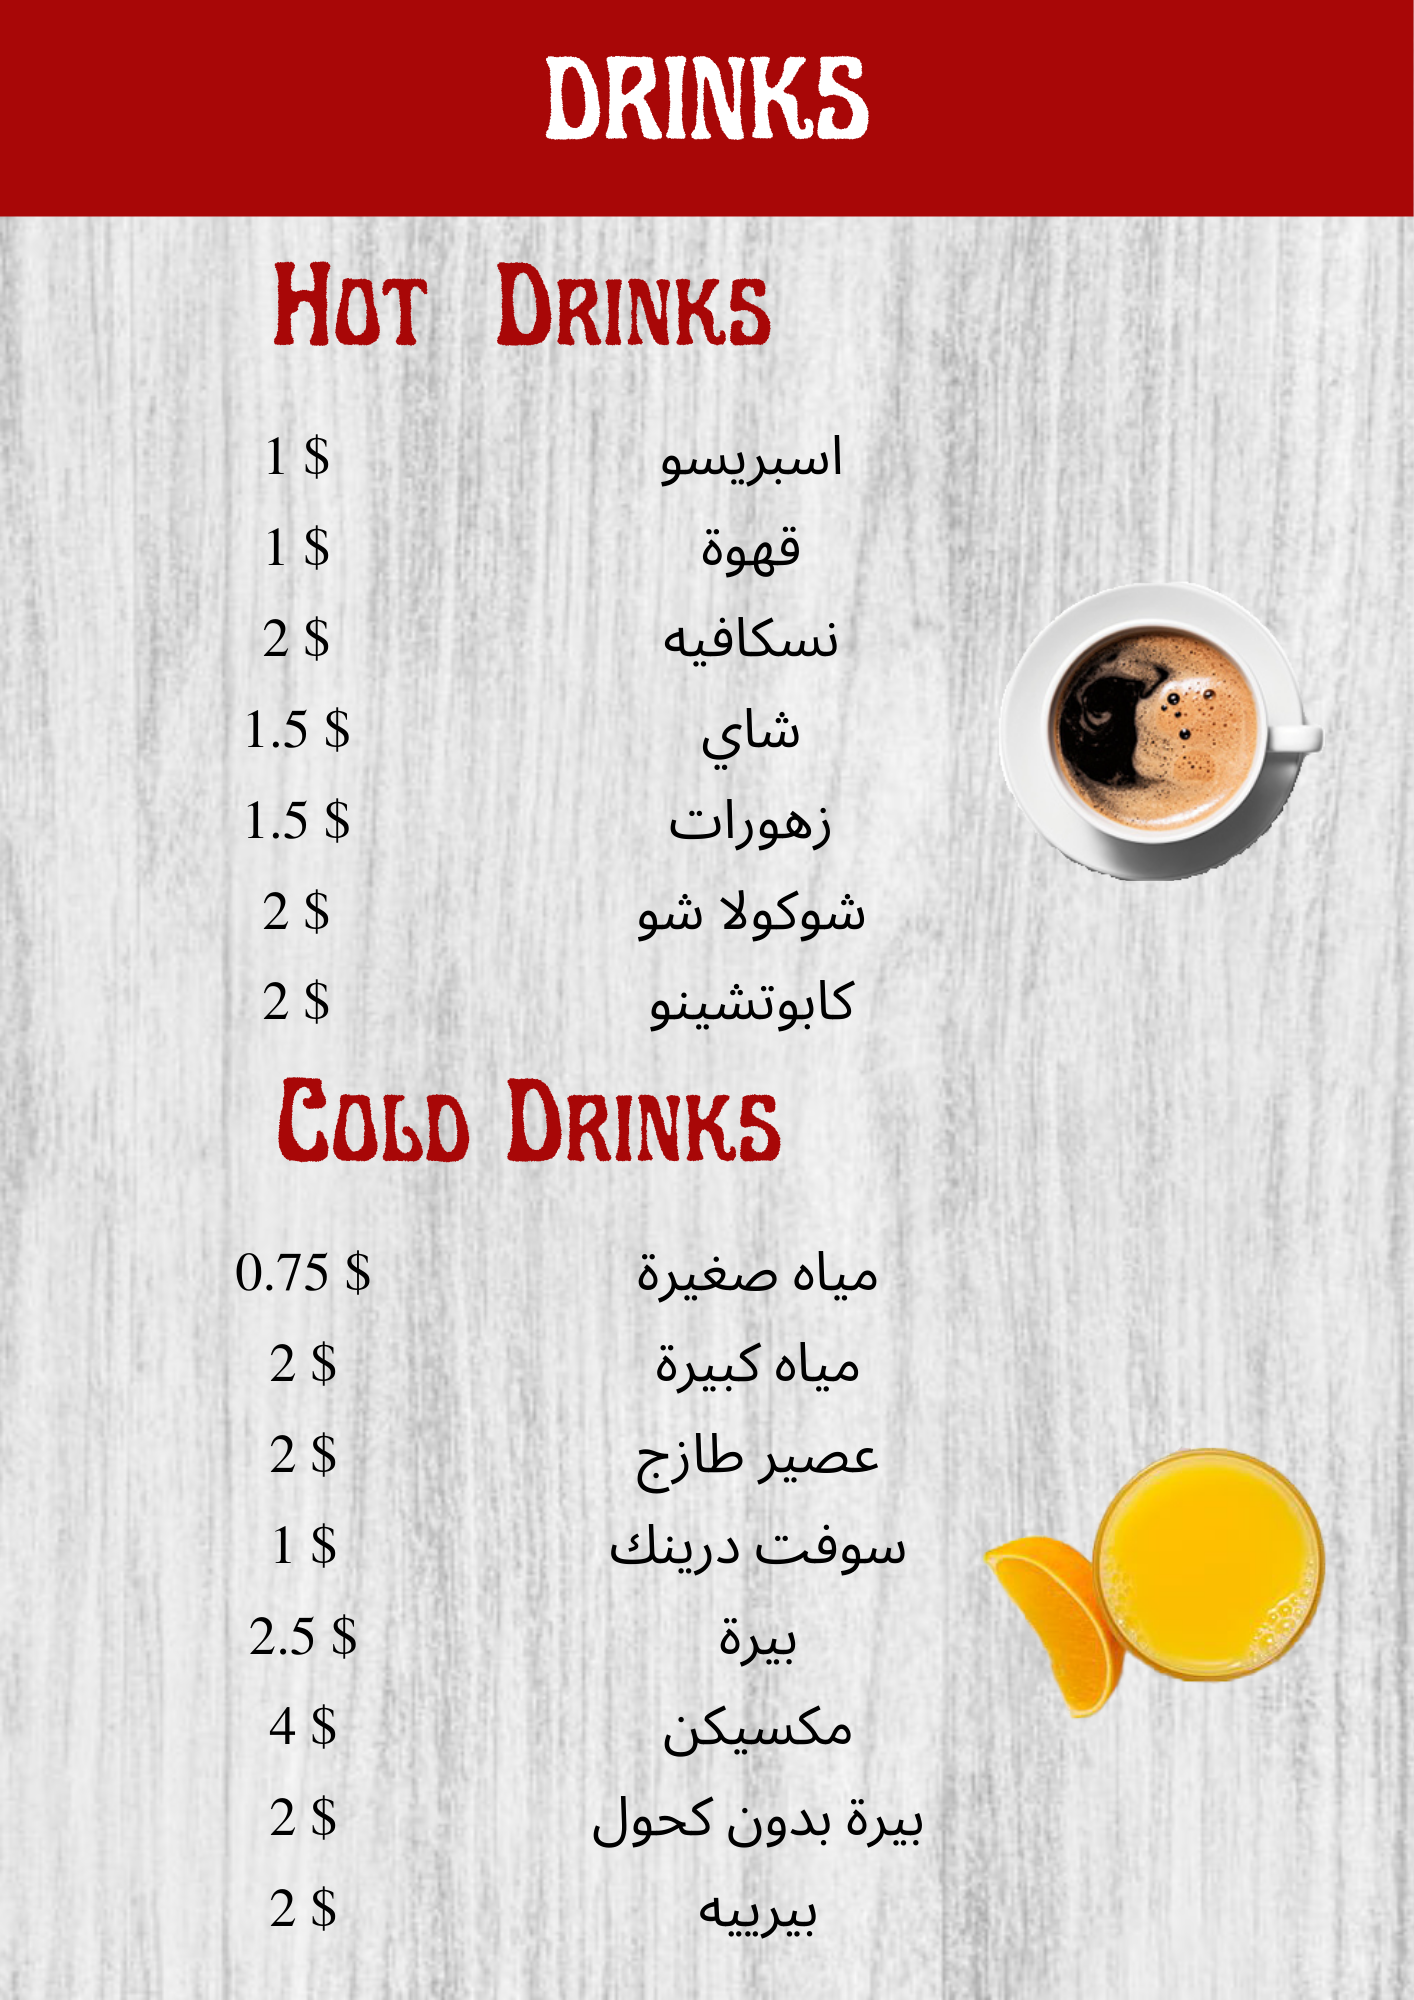 DRINKS
HOT DRINKS
اسبريسو 1 $
قهوة 1 $
نسكافيه 2 $
شاي 1.5 $
زهورات 1.5 $
شوكولا شو 2 $
كابوتشينو 2 $
COLD DRINKS
مياه صغيرة 0.75 $
مياه كبيرة 2 $
عصير طازج 2 $
سوفت درينك 1 $
بيرة 2.5 $
مكسيكن 4 $
بيرة بدون كحول 2 $
بيرييه 2 $